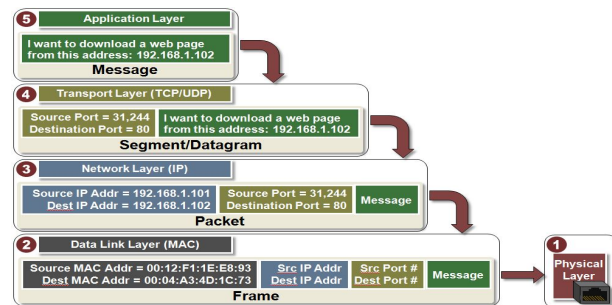 5 Application Layer
I want to download a web page
from this address: 192.168.1.102
Message
4 Transport Layer (TCP/UDP)
Source Port = 31,244
Destination Port = 80
I want to download a web page
from this address: 192.168.1.102
Segment/Datagram
3 Network Layer (IP)
Source IP Addr = 192.168.1.101
Dest IP Addr = 192.168.1.102
Source Port = 31,244
Destination Port = 80
Message
Packet
2 Data Link Layer (MAC)
Source MAC Addr = 00:12:F1:1E:E8:93
Dest MAC Addr = 00:04:A3:4D:1C:73
Src IP Addr
Dest IP Addr
Src Port #
Dest Port #
Message
Frame
1
Physical
Layer